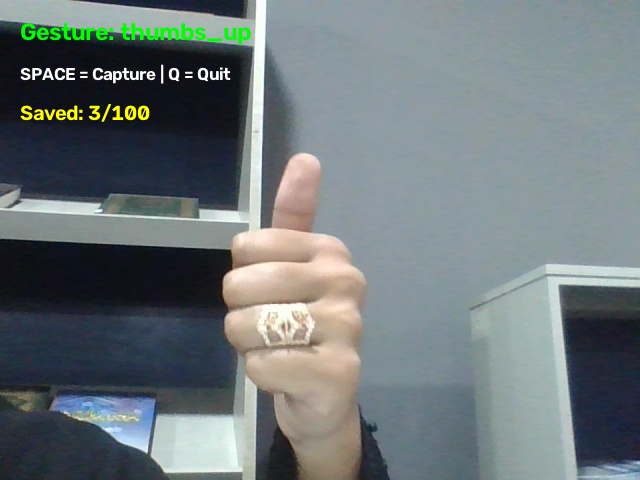 Gesture: thumbs_up
SPACE = Capture | Q = Quit
Saved: 3/100